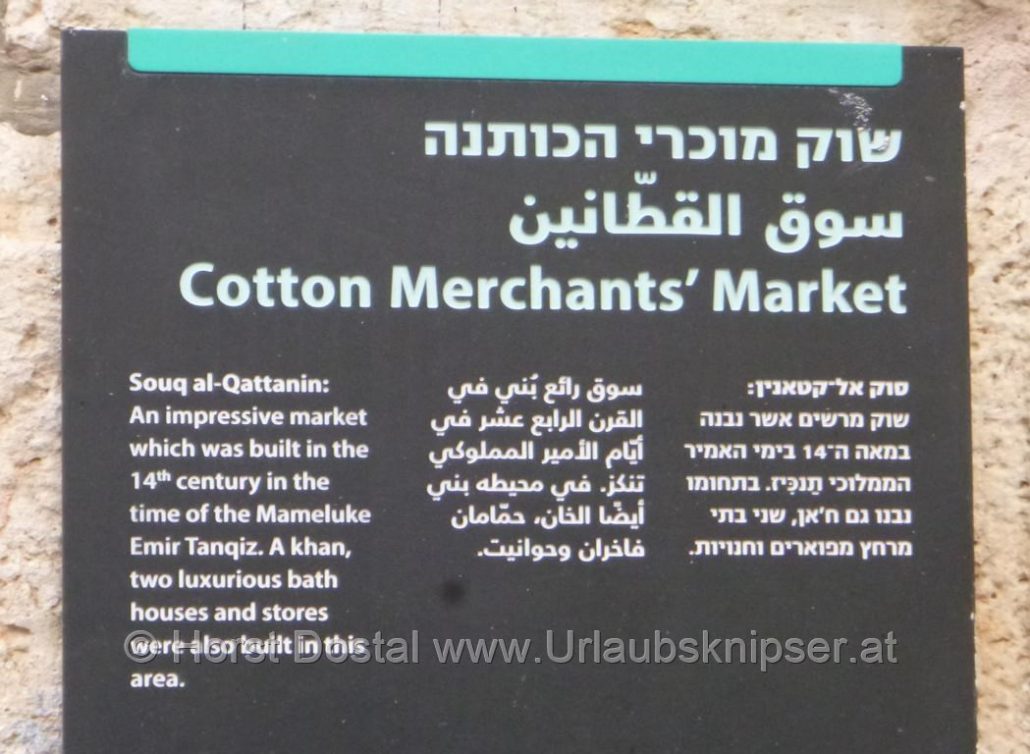 שוק מוכרי הכותנה
سوق القطّانين
Cotton Merchants’ Market
Souq al-Qattanin:
An impressive market
which was built in the
14th century in the
time of the Mameluke
Emir Tanqiz. A khan,
two luxurious bath
houses and stores
were also built in this
area.
سوق رائع بُني في
القرن الرابع عشر في
أيّام الأمير المملوكي
تنكز. في محيطه بني
أيضًا الخان، حمّامان
فاخران وحوانيت.
סוק אל־קטאנין:
שוק מרשים אשר נבנה
במאה ה־14 בימי האמיר
הממלוכי תַנכִּיז. בתחומו
נבנו גם ח'אן, שני בתי
מרחץ מפוארים וחנויות.
© Horst Dostal www.Urlaubsknipser.at